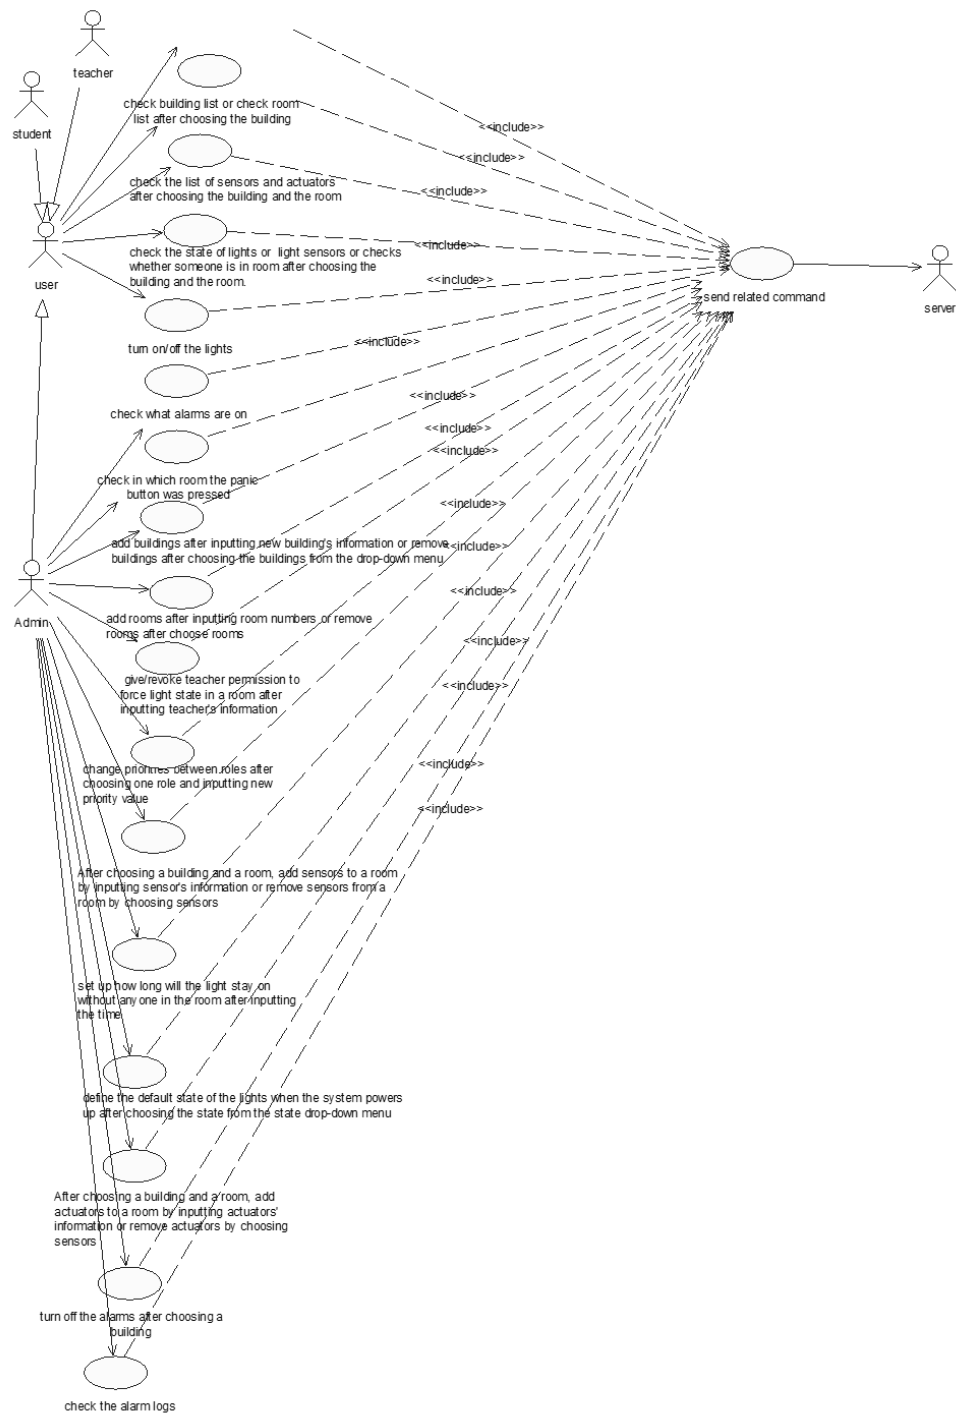 teacher
student
check building list or check room
list after choosing the building
<<include>>
<<include>>
check the list of sensors and actuators
after choosing the building and the room
<<include>>
user
check the state of lights or light sensors or checks
whether someone is in room after choosing the
building and the room.
<<include>>
<<include>>
send related command
server
turn on/off the lights
<<include>>
check what alarms are on
<<include>>
<<include>>
<<include>>
check in which room the panic
button was pressed
<<include>>
add buildings after inputting new building's information or remove
buildings after choosing the buildings from the drop-down menu
<<include>>
<<include>>
Admin
add rooms after inputting room numbers or remove
rooms after choose rooms
<<include>>
give/revoke teacher permission to
force light state in a room after
inputting teacher's information
<<include>>
change priorities between roles after
choosing one role and inputting new
priority value
<<include>>
<<include>>
After choosing a building and a room, add sensors to a room
by inputting sensor's information or remove sensors from a
room by choosing sensors
set up how long will the light stay on
without anyone in the room after inputting
the time
define the default state of the lights when the system powers
up after choosing the state from the state drop-down menu
After choosing a building and a room, add
actuators to a room by inputting actuators'
information or remove actuators by choosing
sensors
turn off the alarms after choosing a
building
check the alarm logs